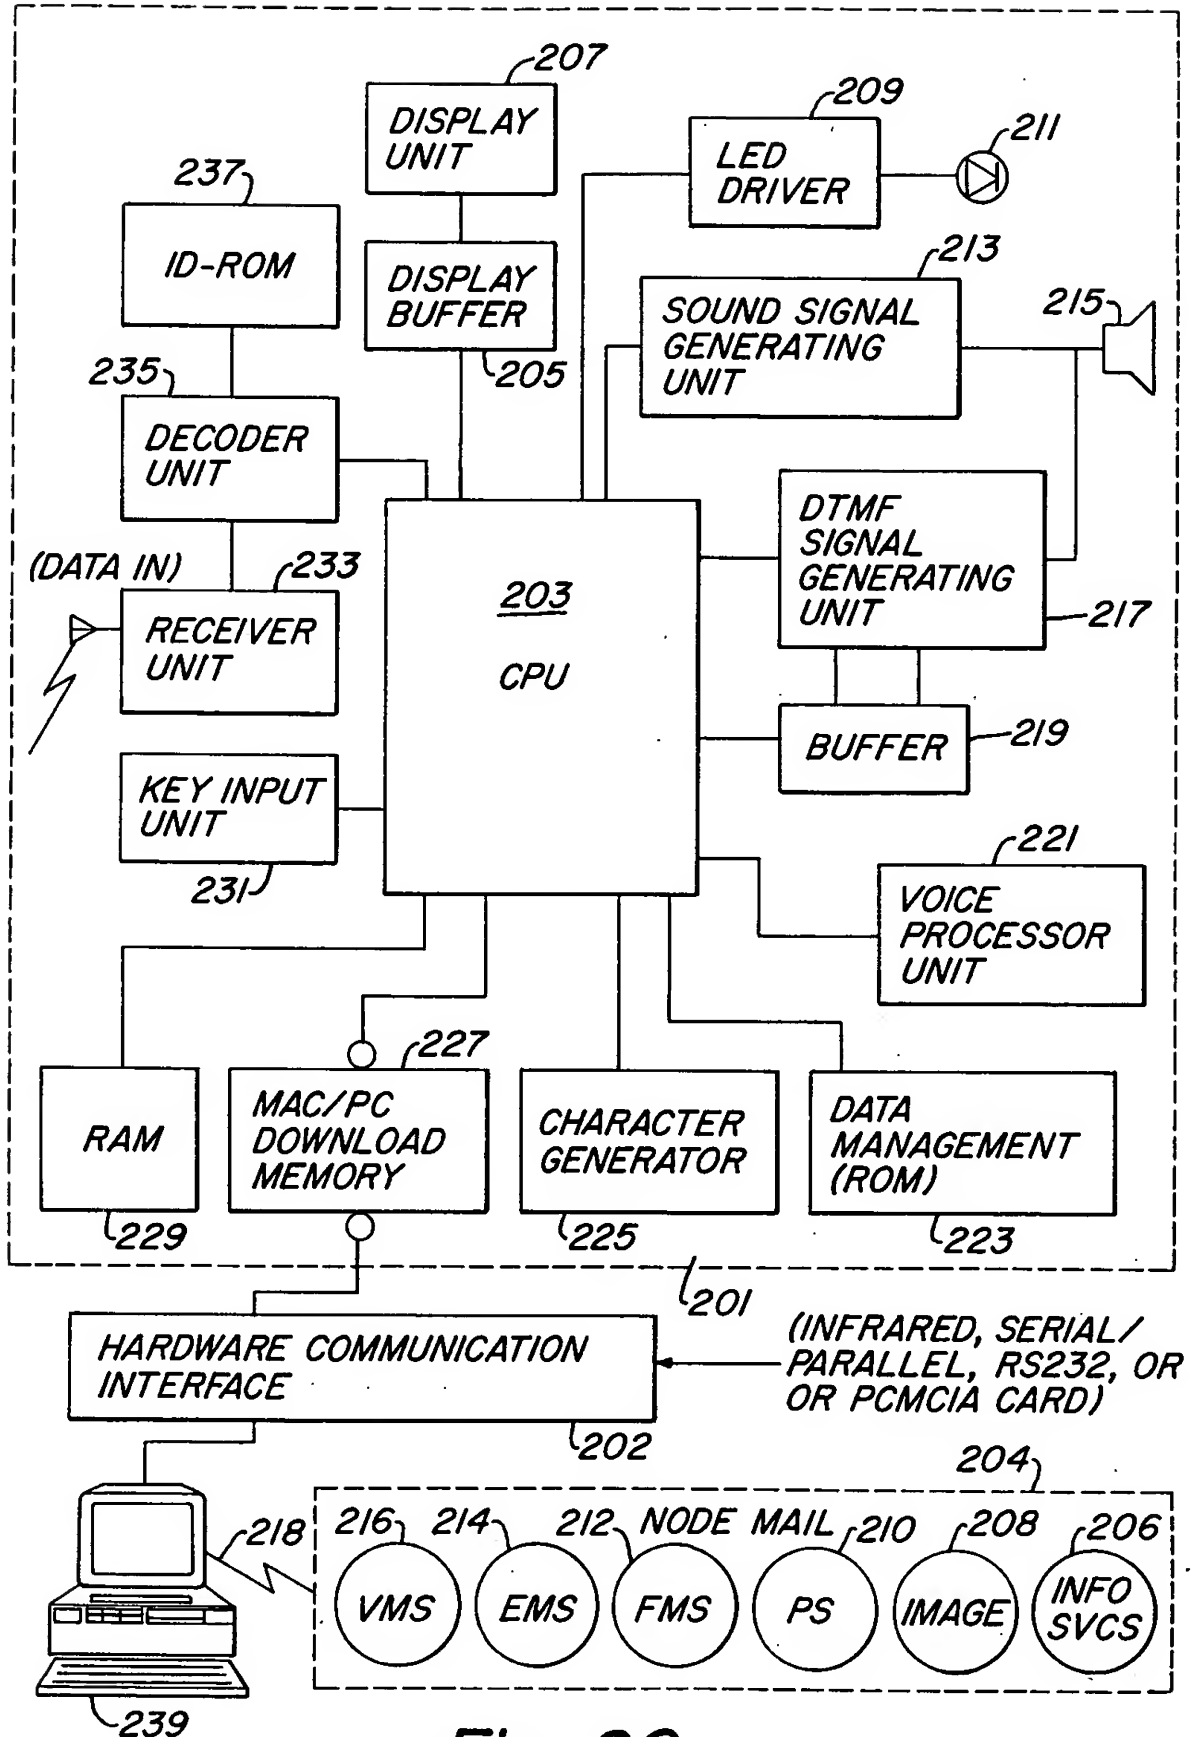 207
DISPLAY
UNIT
209
LED
DRIVER
211
237
ID-ROM
DISPLAY
BUFFER
205
213
SOUND SIGNAL
GENERATING
UNIT
215
235
DECODER
UNIT
DTMF
SIGNAL
GENERATING
UNIT
217
(DATA IN)
233
RECEIVER
UNIT
203
CPU
BUFFER
219
KEY INPUT
UNIT
231
221
VOICE
PROCESSOR
UNIT
RAM
229
227
MAC/PC
DOWNLOAD
MEMORY
CHARACTER
GENERATOR
225
DATA
MANAGEMENT
(ROM)
223
201
HARDWARE COMMUNICATION
INTERFACE
202
(INFRARED, SERIAL/
PARALLEL, RS232, OR
OR PCMCIA CARD)
204
218
216
214
212
NODE MAIL
210
208
206
VMS
EMS
FMS
PS
IMAGE
INFO
SVCS
239